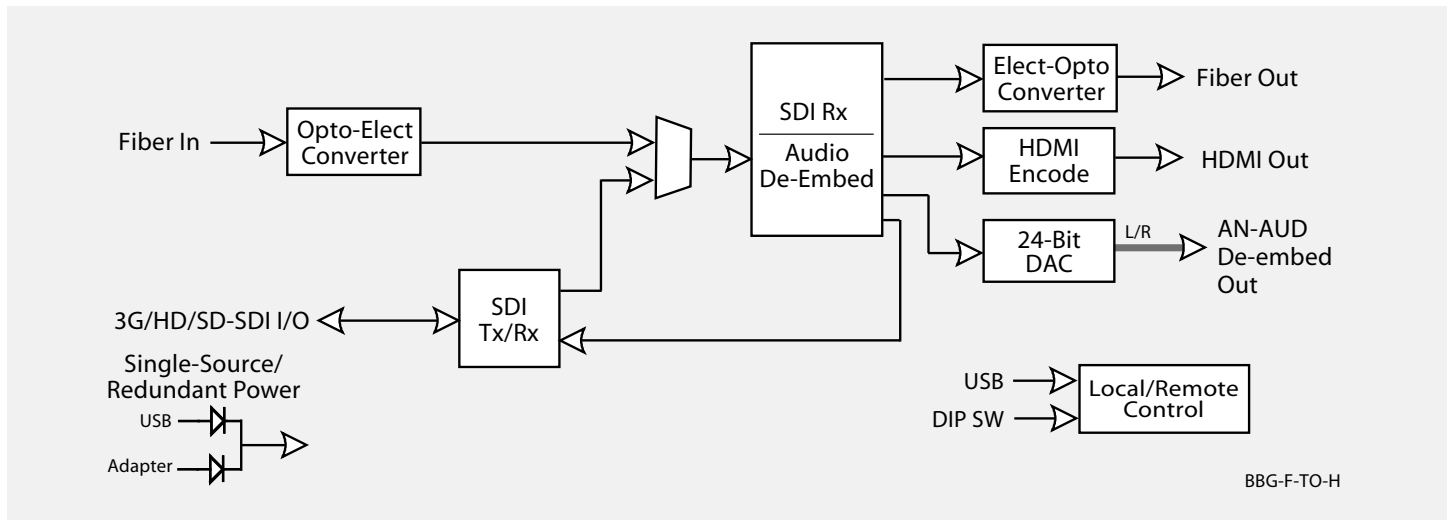 Fiber In
Opto-Elect
Converter
SDI Rx
Audio
De-Embed
Elect-Opto
Converter
Fiber Out
HDMI
Encode
HDMI Out
24-Bit
DAC
L/R
AN-AUD
De-embed
Out
3G/HD/SD-SDI I/O
SDI
Tx/Rx
Single-Source/
Redundant Power
USB
Adapter
USB
DIP SW
Local/Remote
Control
BBG-F-TO-H